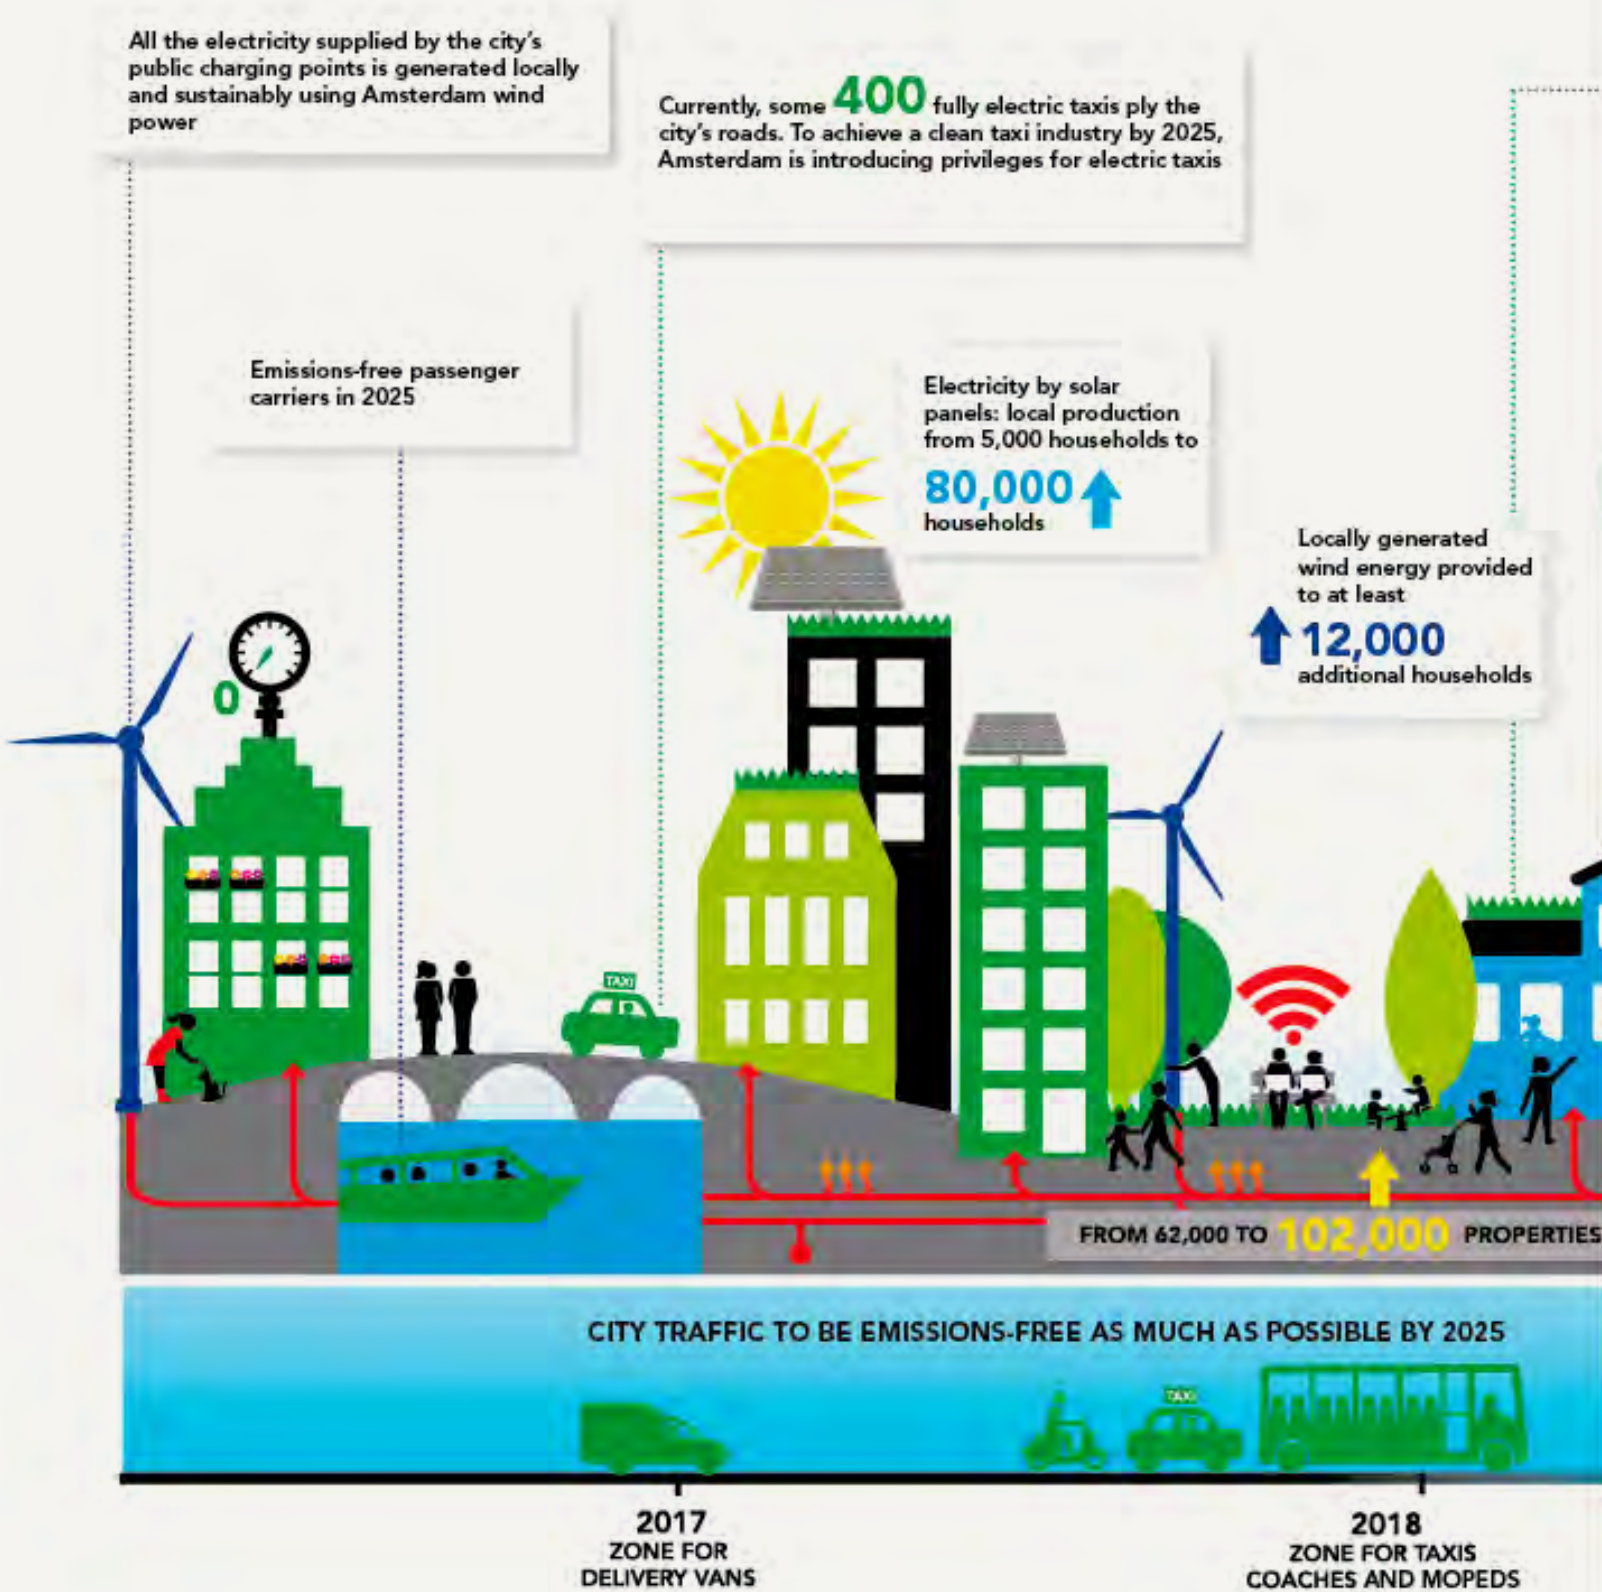 All the electricity supplied by the city's
public charging points is generated locally
and sustainably using Amsterdam wind
power
Currently, some 400 fully electric taxis ply the
city's roads. To achieve a clean taxi industry by 2025,
Amsterdam is introducing privileges for electric taxis
Emissions-free passenger
carriers in 2025
Electricity by solar
panels: local production
from 5,000 households to
80,000
households
Locally generated
wind energy provided
to at least
12,000
additional households
0
TAXI
FROM 62,000 TO 102,000 PROPERTIES
CITY TRAFFIC TO BE EMISSIONS-FREE AS MUCH AS POSSIBLE BY 2025
TAXI
2017
ZONE FOR
DELIVERY VANS
2018
ZONE FOR TAXIS
COACHES AND MOPEDS